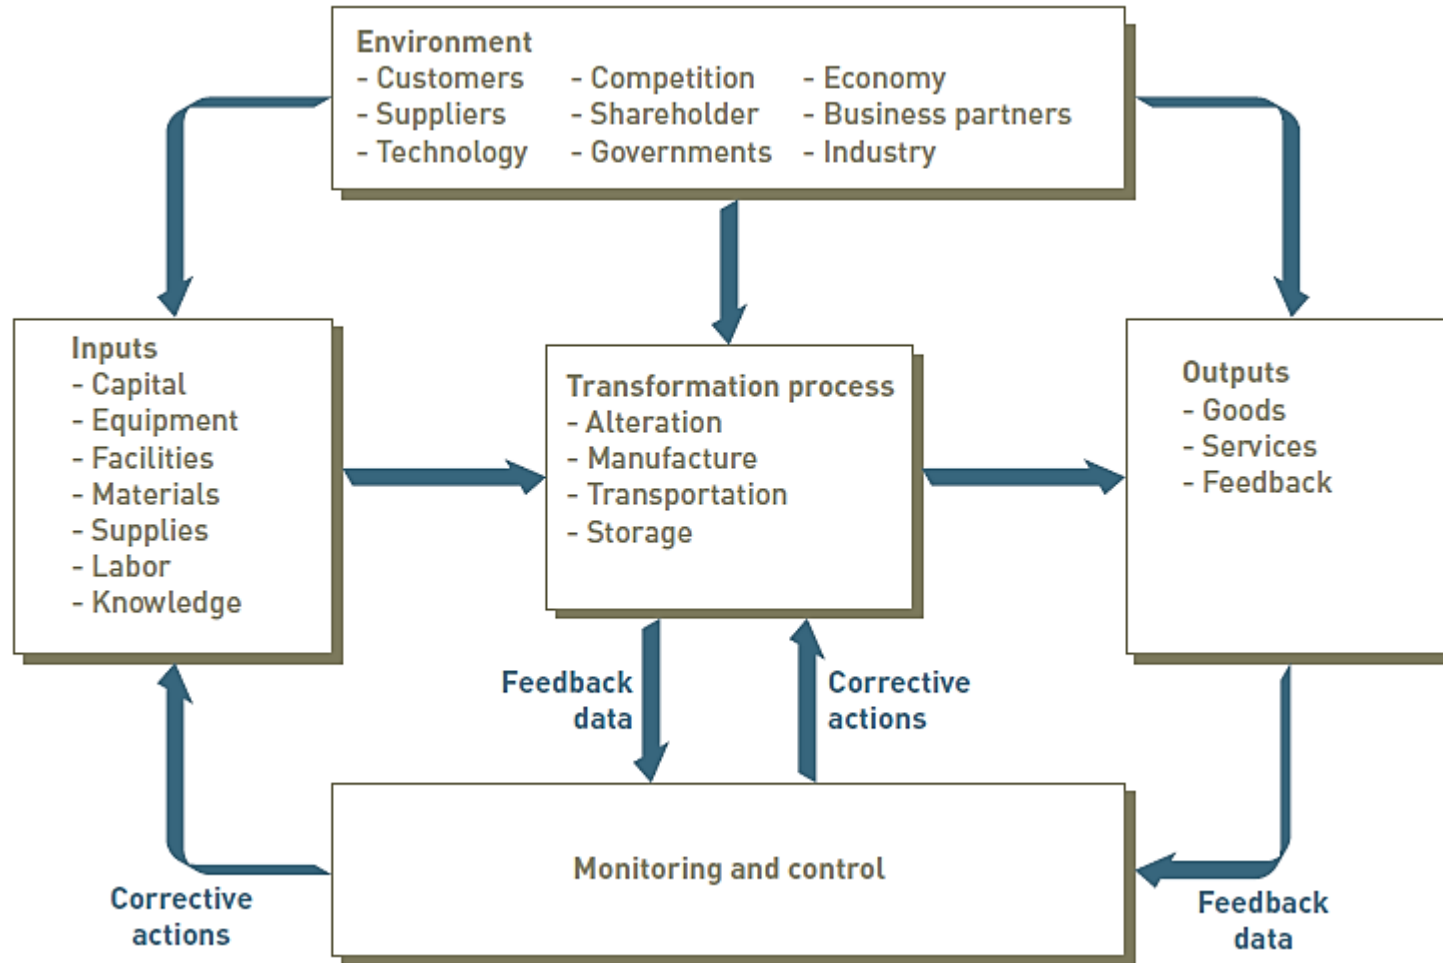 Environment
- Customers - Competition - Economy
- Suppliers - Shareholder - Business partners
- Technology - Governments - Industry
Inputs
- Capital
- Equipment
- Facilities
- Materials
- Supplies
- Labor
- Knowledge
Transformation process
- Alteration
- Manufacture
- Transportation
- Storage
Outputs
- Goods
- Services
- Feedback
Feedback
data
Corrective
actions
Monitoring and control
Corrective
actions
Feedback
data